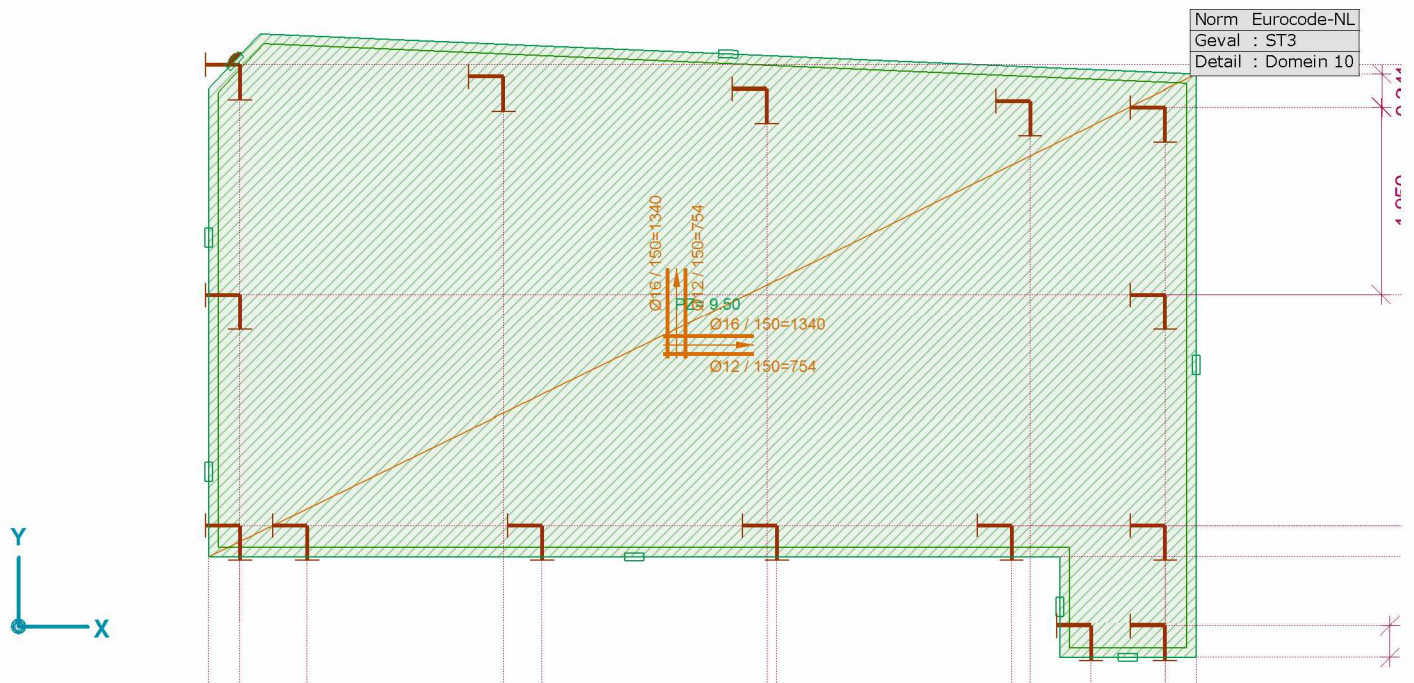 Norm Eurocode-NL
Geval : ST3
Detail : Domein 10
Ø16 / 150=1340
Ø12 / 150=754
9.50
Ø16 / 150=1340
Ø12 / 150=754
Y
X